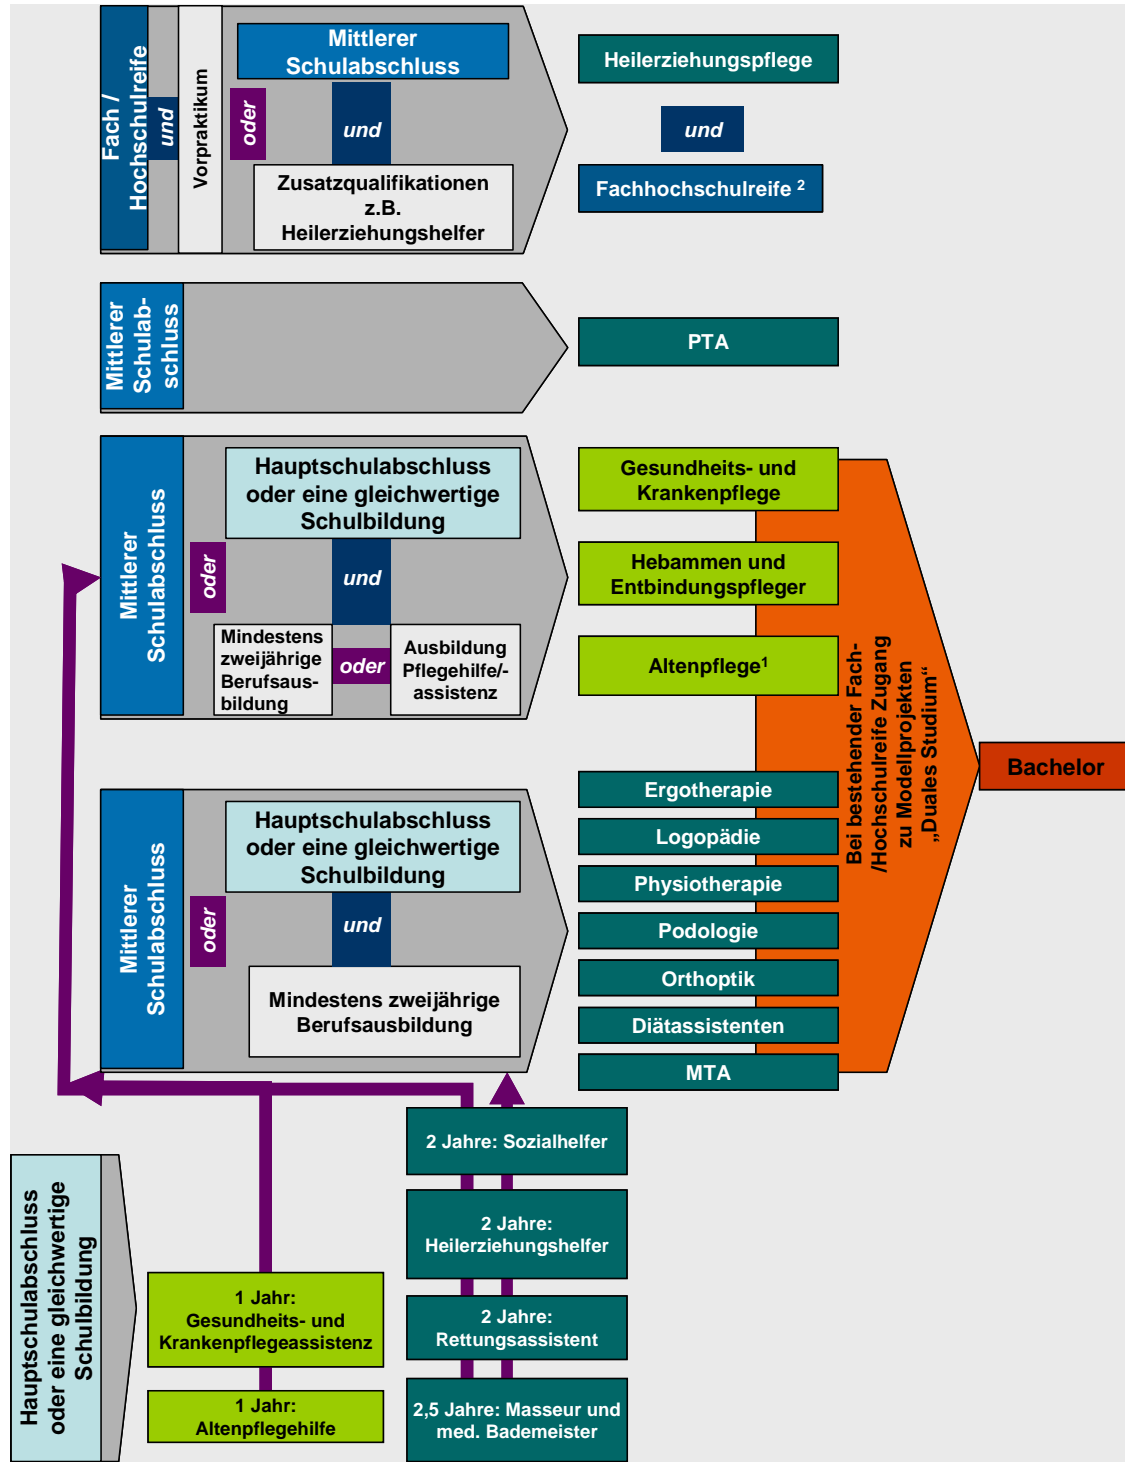 Fach /
Hochschulreife
und
Vorpraktikum
oder
Mittlerer
Schulabschluss
und
Zusatzqualifikationen
z.B.
Heilerziehungshelfer
Heilerziehungspflege
und
Fachhochschulreife ²
Mittlerer
Schulab-
schluss
PTA
Mittlerer
Schulabschluss
oder
Hauptschulabschluss
oder eine gleichwertige
Schulbildung
und
Mindestens
zweijährige
Berufsaus-
bildung
oder
Ausbildung
Pflegehilfe/-
assistenz
Gesundheits- und
Krankenpflege
Hebammen und
Entbindungspfleger
Altenpflege¹
Mittlerer
Schulabschluss
oder
Hauptschulabschluss
oder eine gleichwertige
Schulbildung
und
Mindestens zweijährige
Berufsausbildung
Ergotherapie
Logopädie
Physiotherapie
Podologie
Orthoptik
Diätassistenten
MTA
Bei bestehender Fach-
/Hochschulreife Zugang
zu Modellprojekten
„Duales Studium“
Bachelor
Hauptschulabschluss
oder eine gleichwertige
Schulbildung
1 Jahr:
Gesundheits- und
Krankenpflegeassistenz
1 Jahr:
Altenpflegehilfe
2 Jahre: Sozialhelfer
2 Jahre:
Heilerziehungshelfer
2 Jahre:
Rettungsassistent
2,5 Jahre: Masseur und
med. Bademeister